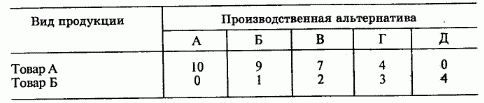 Вид продукции Производственная альтернатива
А Б В Г Д
Товар А 10 9 7 4 0
Товар Б 0 1 2 3 4